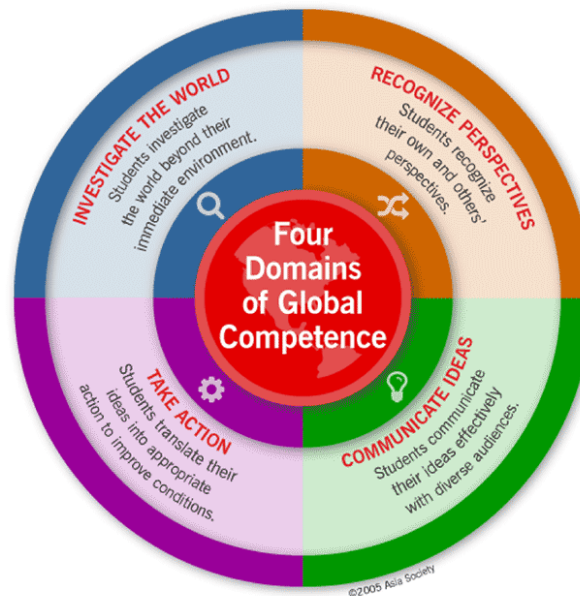 INVESTIGATE THE WORLD
Students investigate
the world beyond their
immediate environment.
RECOGNIZE PERSPECTIVES
Students recognize
their own and others'
perspectives.
Four
Domains
of Global
Competence
TAKE ACTION
Students translate their
ideas into appropriate
action to improve conditions.
COMMUNICATE IDEAS
Students communicate
their ideas effectively
with diverse audiences.
©2005 Asia Society